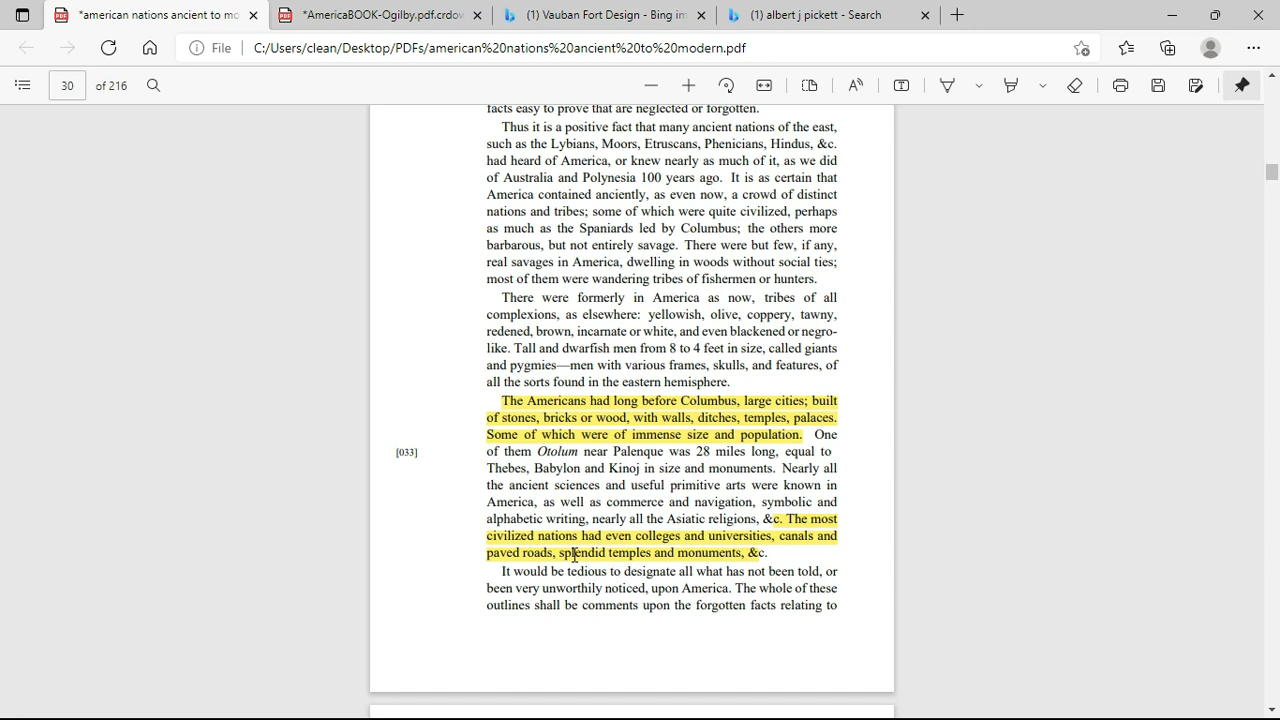 *american nations ancient to mo
*AmericaBOOK-Ogilby.pdf.crdov
(1) Vauban Fort Design - Bing im
(1) albert j pickett - Search
File
C:/Users/clean/Desktop/PDFs/american%20nations%20ancient%20to%20modern.pdf
30 of 216
facts easy to prove that are neglected or forgotten.
Thus it is a positive fact that many ancient nations of the east,
such as the Lybians, Moors, Etruscans, Phenicians, Hindus, &c.
had heard of America, or knew nearly as much of it, as we did
of Australia and Polynesia 100 years ago. It is as certain that
America contained anciently, as even now, a crowd of distinct
nations and tribes; some of which were quite civilized, perhaps
as much as the Spaniards led by Columbus; the others more
barbarous, but not entirely savage. There were but few, if any,
real savages in America, dwelling in woods without social ties;
most of them were wandering tribes of fishermen or hunters.
There were formerly in America as now, tribes of all
complexions, as elsewhere: yellowish, olive, coppery, tawny,
redened, brown, incarnate or white, and even blackened or negro-
like. Tall and dwarfish men from 8 to 4 feet in size, called giants
and pygmies—men with various frames, skulls, and features, of
all the sorts found in the eastern hemisphere.
The Americans had long before Columbus, large cities; built
of stones, bricks or wood, with walls, ditches, temples, palaces.
Some of which were of immense size and population. One
[033]
of them Otolum near Palenque was 28 miles long, equal to
Thebes, Babylon and Kinoj in size and monuments. Nearly all
the ancient sciences and useful primitive arts were known in
America, as well as commerce and navigation, symbolic and
alphabetic writing, nearly all the Asiatic religions, &c. The most
civilized nations had even colleges and universities, canals and
paved roads, splendid temples and monuments, &c.
It would be tedious to designate all what has not been told, or
been very unworthily noticed, upon America. The whole of these
outlines shall be comments upon the forgotten facts relating to